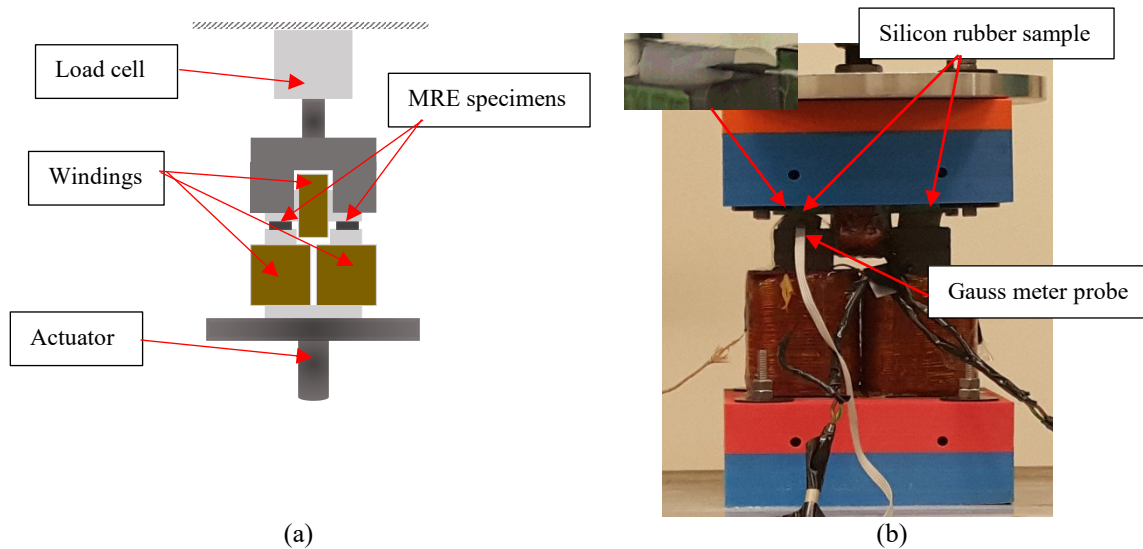 Load cell
MRE specimens
Windings
Actuator
(a)
Silicon rubber sample
Gauss meter probe
(b)